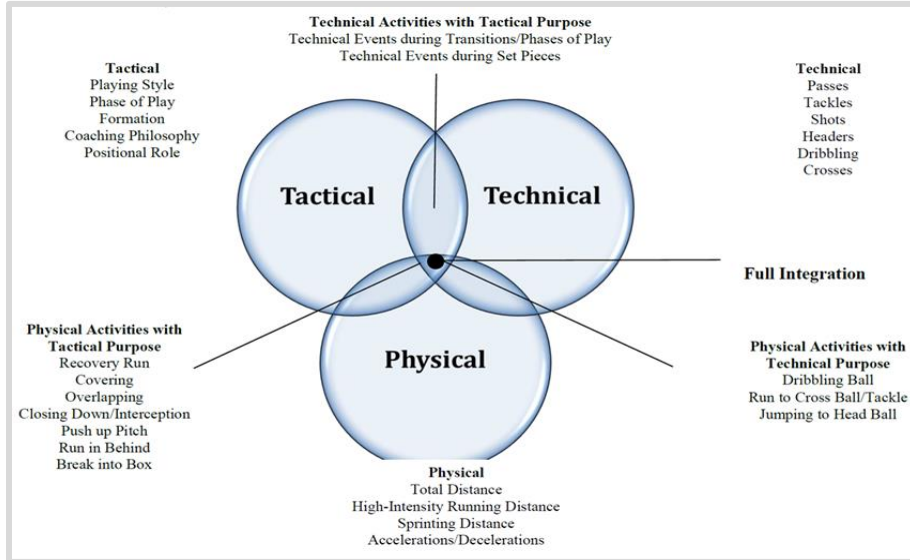 Technical Activities with Tactical Purpose
Technical Events during Transitions/Phases of Play
Technical Events during Set Pieces
Tactical
Playing Style
Phase of Play
Formation
Coaching Philosophy
Positional Role
Technical
Passes
Tackles
Shots
Headers
Dribbling
Crosses
Tactical
Technical
Full Integration
Physical Activities with
Tactical Purpose
Recovery Run
Covering
Overlapping
Closing Down/Interception
Push up Pitch
Run in Behind
Break into Box
Physical
Physical Activities with
Technical Purpose
Dribbling Ball
Run to Cross Ball/Tackle
Jumping to Head Ball
Physical
Total Distance
High-Intensity Running Distance
Sprinting Distance
Accelerations/Decelerations